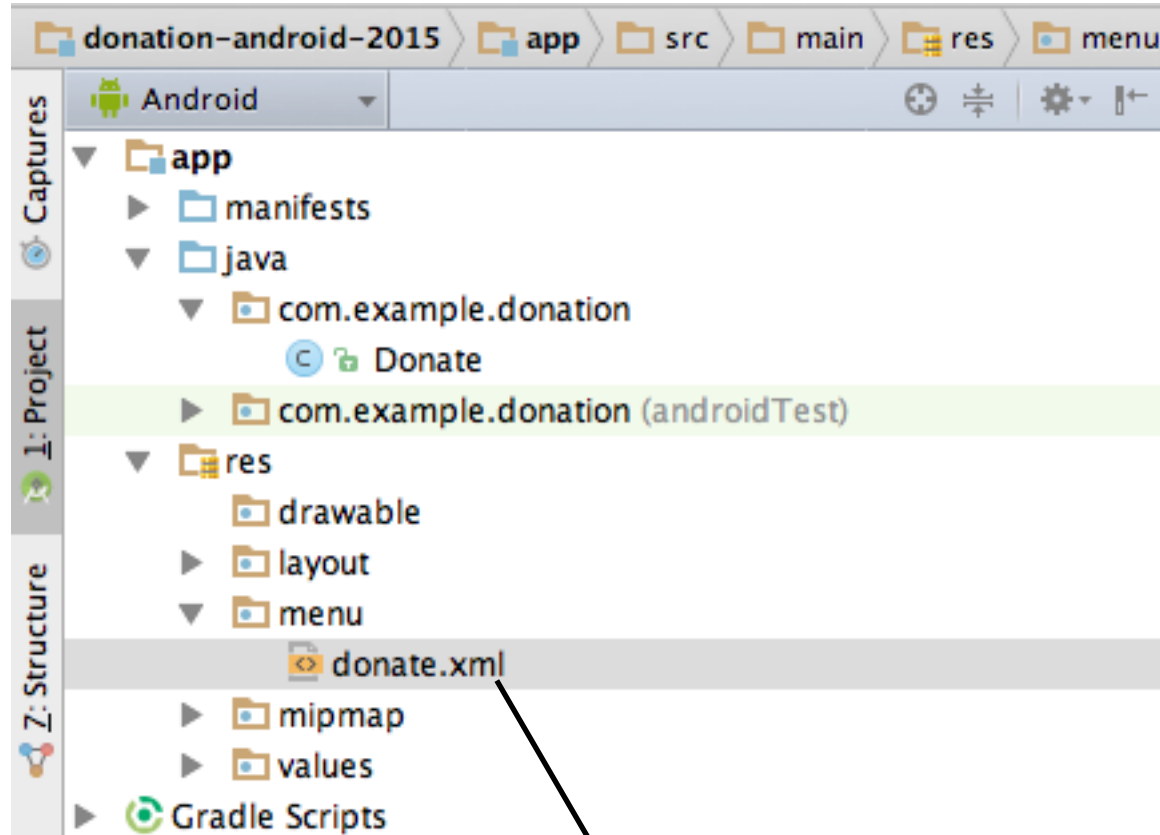 donation-android-2015 app src main res menu
Android
Captures
1: Project
7: Structure
app
manifests
java
com.example.donation
Donate
com.example.donation (androidTest)
res
drawable
layout
menu
donate.xml
mipmap
values
Gradle Scripts